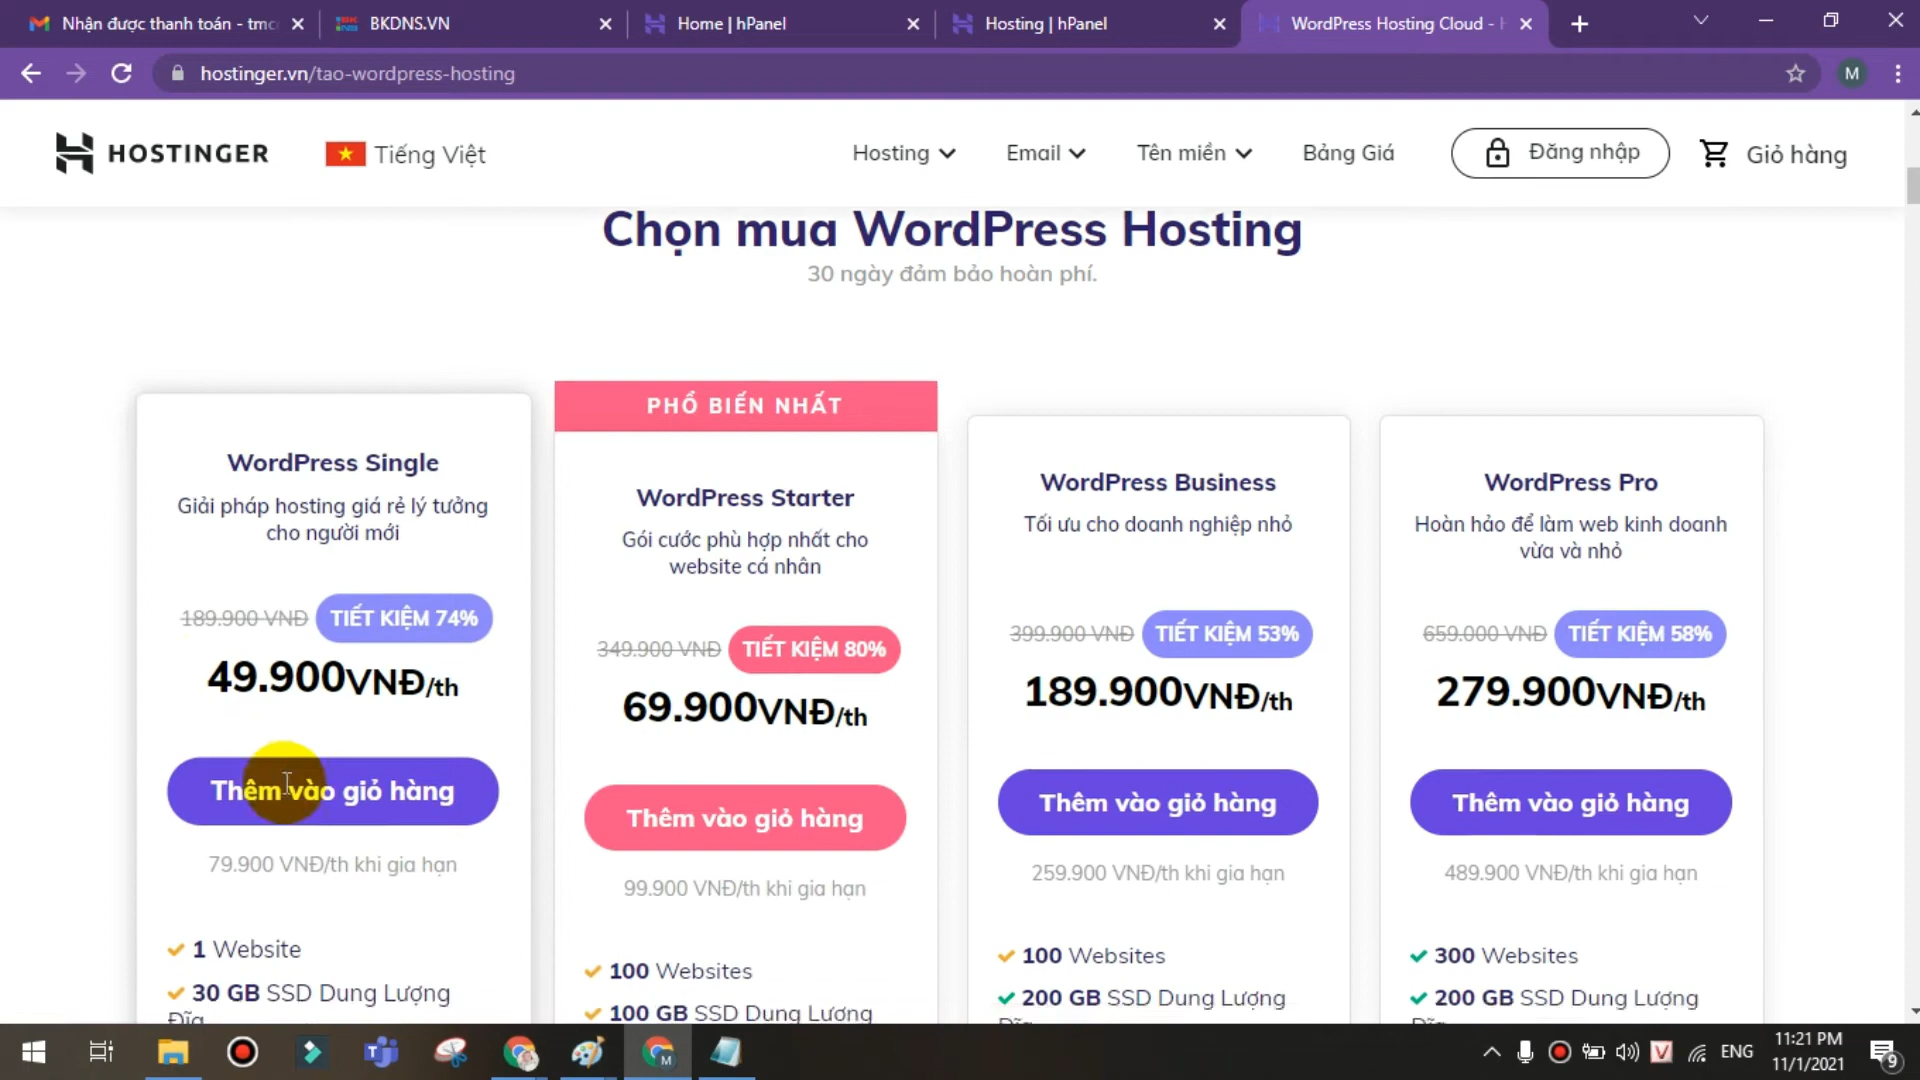 Nhận được thanh toán - tmc
BKDNS.VN
Home | hPanel
Hosting | hPanel
WordPress Hosting Cloud - H
hostinger.vn/tao-wordpress-hosting
M
HOSTINGER
Tiếng Việt
Hosting
Email
Tên miền
Bảng Giá
Đăng nhập
Giỏ hàng
Chọn mua WordPress Hosting
30 ngày đảm bảo hoàn phí.
WordPress Single
Giải pháp hosting giá rẻ lý tưởng
cho người mới
189.900 VNĐ
TIẾT KIỆM 74%
49.900VNĐ/th
Thêm vào giỏ hàng
79.900 VNĐ/th khi gia hạn
1 Website
30 GB SSD Dung Lượng
Đĩa
PHỔ BIẾN NHẤT
WordPress Starter
Gói cước phù hợp nhất cho
website cá nhân
349.900 VNĐ
TIẾT KIỆM 80%
69.900VNĐ/th
Thêm vào giỏ hàng
99.900 VNĐ/th khi gia hạn
100 Websites
100 GB SSD Dung Lượng
WordPress Business
Tối ưu cho doanh nghiệp nhỏ
399.900 VNĐ
TIẾT KIỆM 53%
189.900VNĐ/th
Thêm vào giỏ hàng
259.900 VNĐ/th khi gia hạn
100 Websites
200 GB SSD Dung Lượng
Đĩa
WordPress Pro
Hoàn hảo để làm web kinh doanh
vừa và nhỏ
659.000 VNĐ
TIẾT KIỆM 58%
279.900VNĐ/th
Thêm vào giỏ hàng
489.900 VNĐ/th khi gia hạn
300 Websites
200 GB SSD Dung Lượng
Đĩa
ENG
11:21 PM
11/1/2021
9